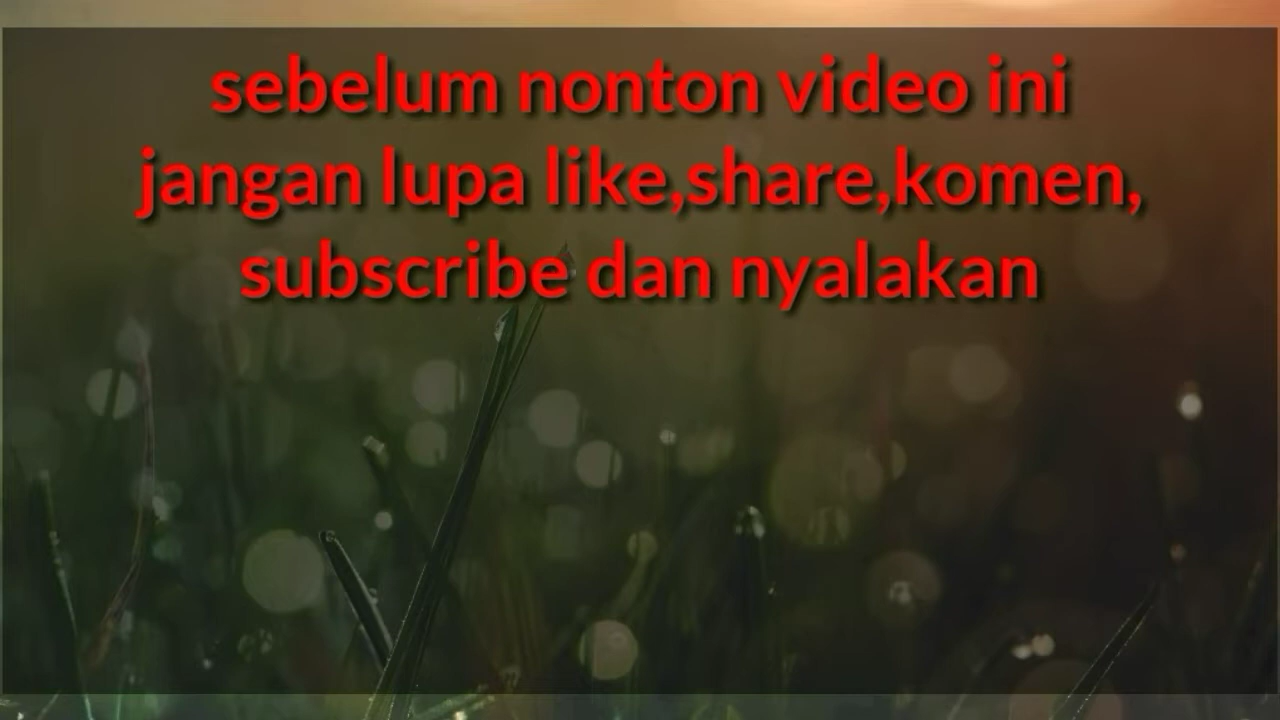 sebelum nonton video ini
jangan lupa like,share,komen,
subscribe dan nyalakan